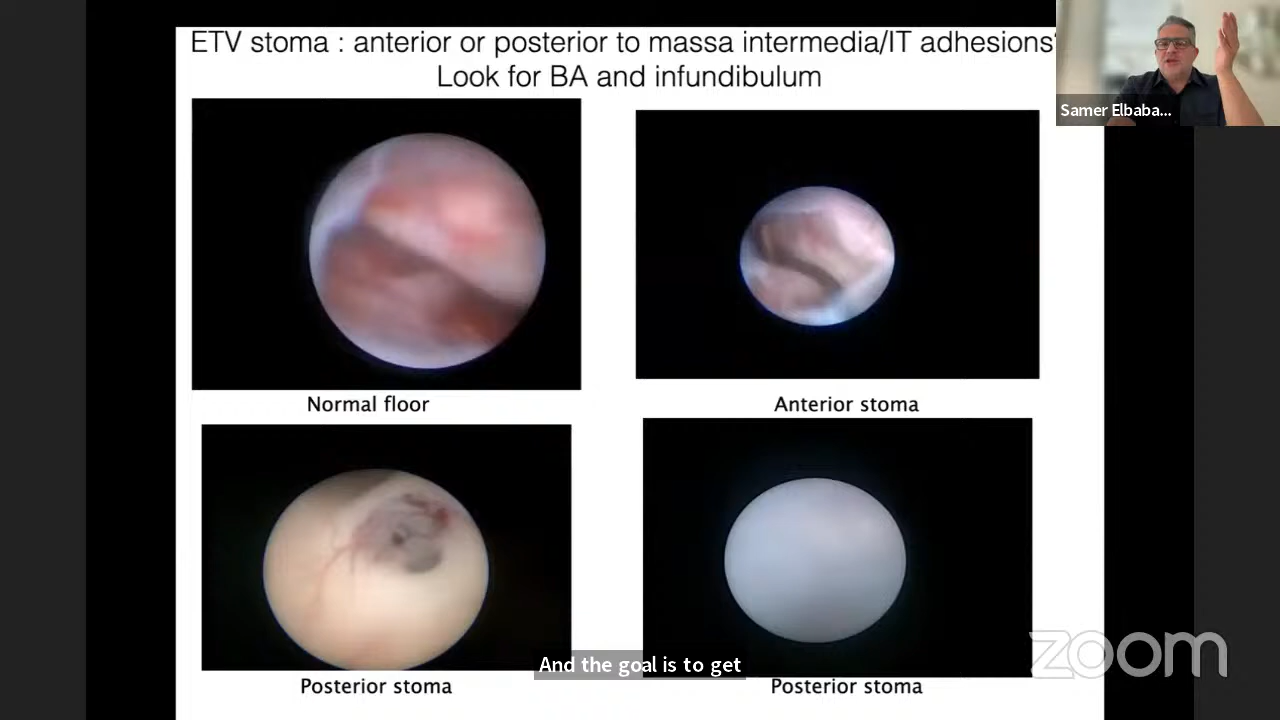 ETV stoma : anterior or posterior to massa intermedia/IT adhesions?
Look for BA and infundibulum
Samer Elbaba...
Normal floor
Anterior stoma
And the goal is to get
Posterior stoma
Posterior stoma
zoom